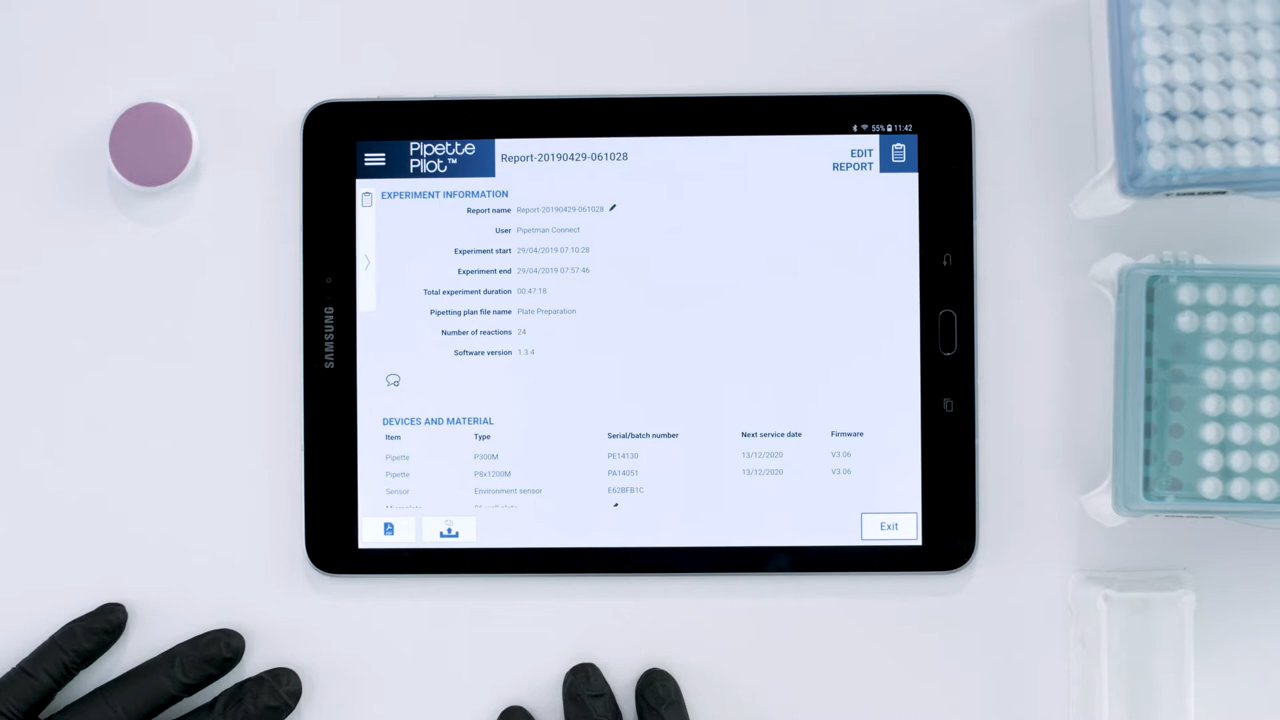 55% 11:42
Pipette
Pilot™
Report-20190429-061028
EDIT
REPORT
EXPERIMENT INFORMATION
Report name Report-20190429-061028
User Pipetman Connect
Experiment start 29/04/2019 07:10:28
Experiment end 29/04/2019 07:57:46
Total experiment duration 00:47:18
Pipetting plan file name Plate Preparation
Number of reactions 24
Software version 1.3.4
DEVICES AND MATERIAL
Item Type Serial/batch number Next service date Firmware
Pipette P300M PE14130 13/12/2020 V3.06
Pipette P8x1200M PA14051 13/12/2020 V3.06
Sensor Environment sensor E62BFB1C
Exit
SAMSUNG